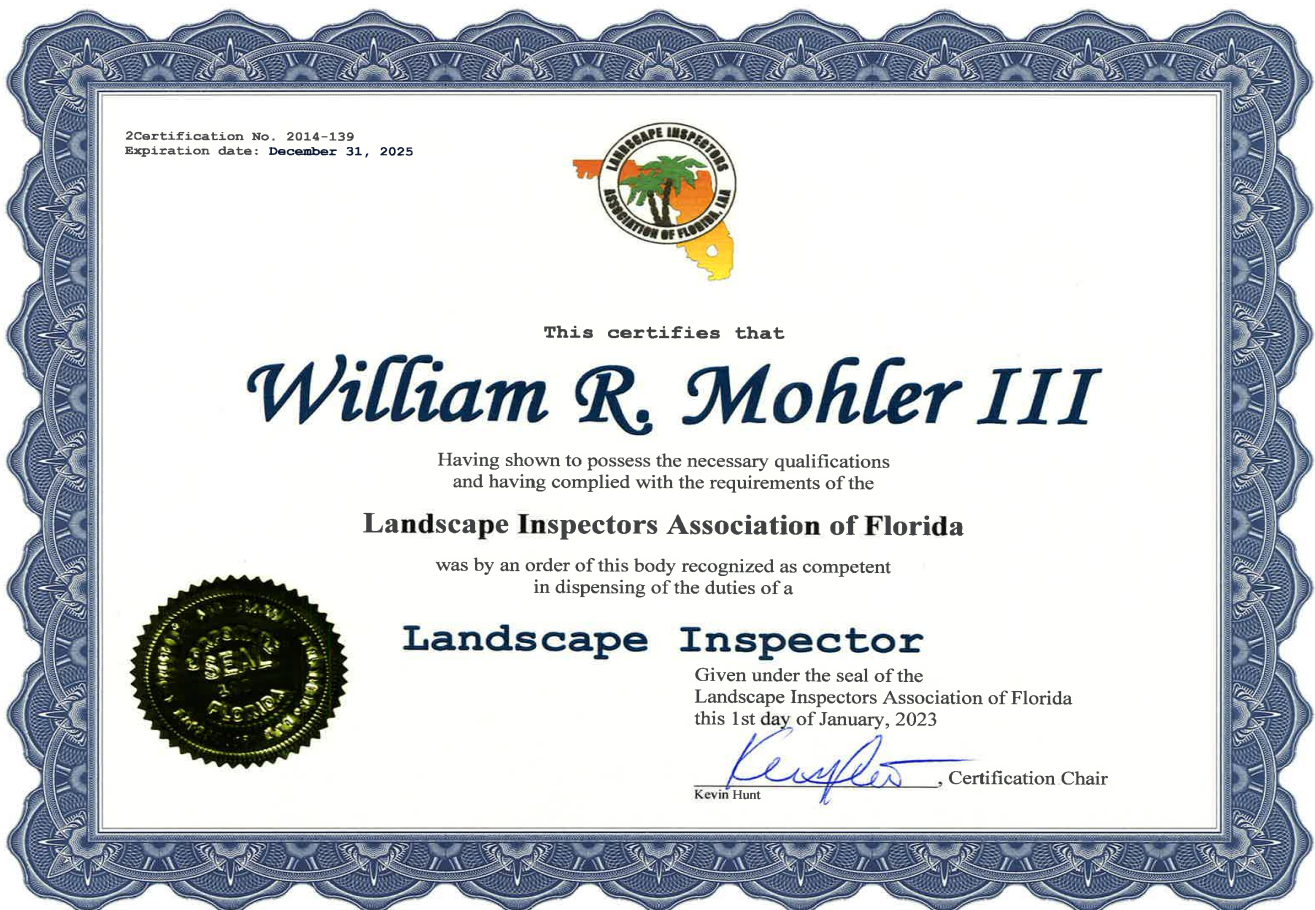 2Certification No. 2014-139
Expiration date: December 31, 2025
LANDSCAPE INSPECTORS
ASSOCIATION OF FLORIDA, IAA
This certifies that
William R. Mohler III
Having shown to possess the necessary qualifications
and having complied with the requirements of the
Landscape Inspectors Association of Florida
was by an order of this body recognized as competent
in dispensing of the duties of a
Landscape Inspector
SEAL
FLORIDA
Given under the seal of the
Landscape Inspectors Association of Florida
this 1st day of January, 2023
, Certification Chair
Kevin Hunt